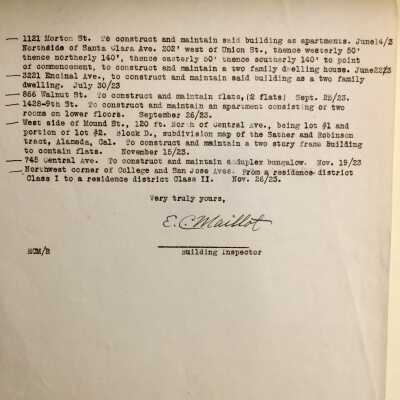 1121 Morton St. To construct and maintain said building as apartments. June14/23
Northside of Santa Clara Ave. 202' west of Union St., thence westerly 50'
thence northerly 140', thence easterly 50' thence southerly 140' to point
of commencement, to construct and maintain a two family dwelling house. June22/23
3221 Encinal Ave., to construct and maintain said building as a two family
dwelling. July 30/23
866 Walnut St. To construct and maintain flats,(2 flats) Sept. 25/23.
1428-9th St. To construct and maintain an apartment consisting of two
rooms on lower floors. September 26/23.
West side of Mound St., 120 ft. North of Central Ave., being lot #1 and
portion of lot #2. Block D., subdivision map of the Sather and Robinson
tract, Alameda, Cal. To construct and maintain a two story frame Building
to contain flats. November 15/23.
745 Central Ave. To construct and maintain a duplex bungalow. Nov. 19/23
Northwest corner of College and San Jose Aves. From a residence district
Class I to a residence district Class II. Nov. 26/23.
Very truly yours,
E.C. Maillot
ECM/R Building Inspector